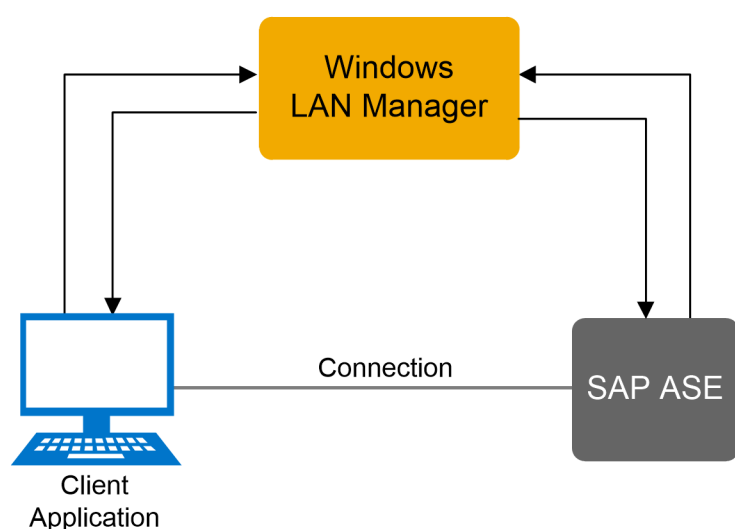 Windows
LAN Manager
Connection
SAP ASE
Client
Application